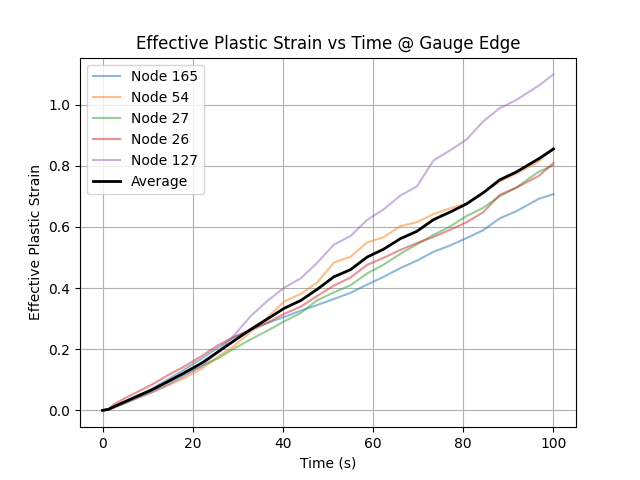 Effective Plastic Strain vs Time @ Gauge Edge
Node 165
Node 54
Node 27
Node 26
Node 127
Average
1.0
0.8
0.6
0.4
0.2
0.0
Effective Plastic Strain
0 20 40 60 80 100
Time (s)